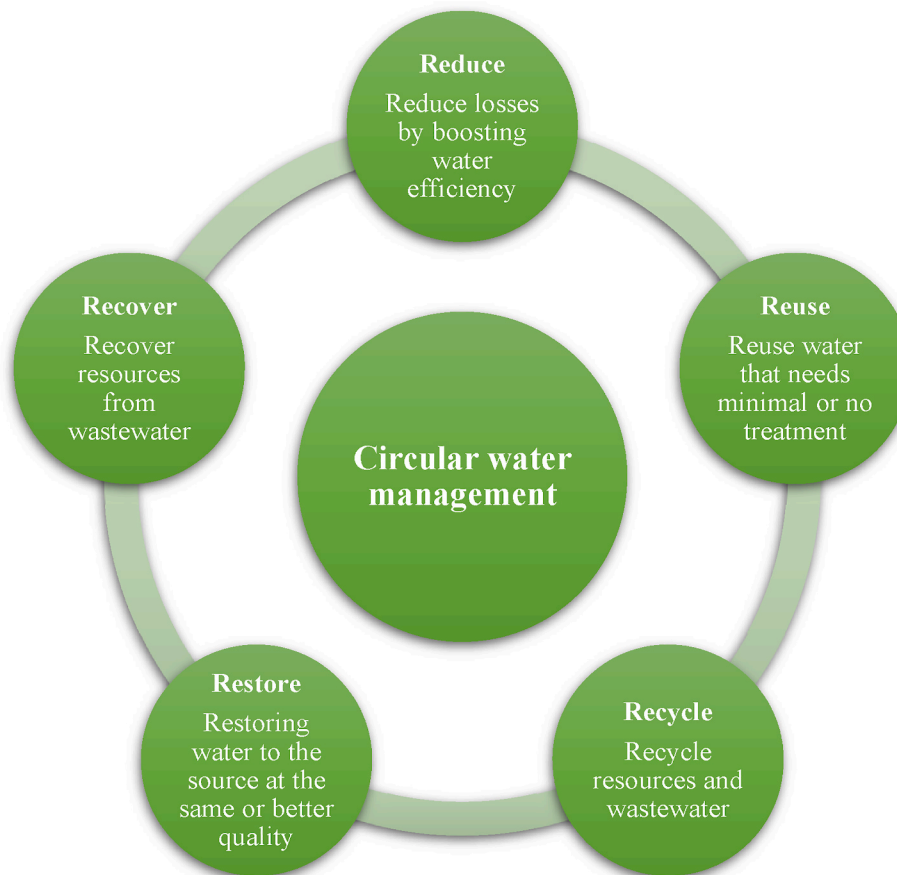 Reduce
Reduce losses
by boosting
water
efficiency
Reuse
Reuse water
that needs
minimal or no
treatment
Recycle
Recycle
resources and
wastewater
Restore
Restoring
water to the
source at the
same or better
quality
Recover
Recover
resources
from
wastewater
Circular water
management